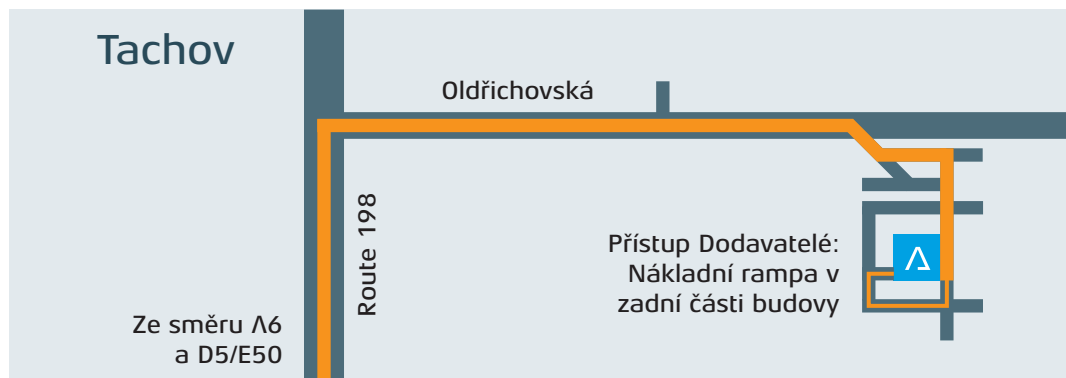 Tachov
Oldřichovská
Route 198
Přístup Dodavatelé:
Nákladní rampa v
zadní části budovy
Ze směru Λ6
a D5/E50